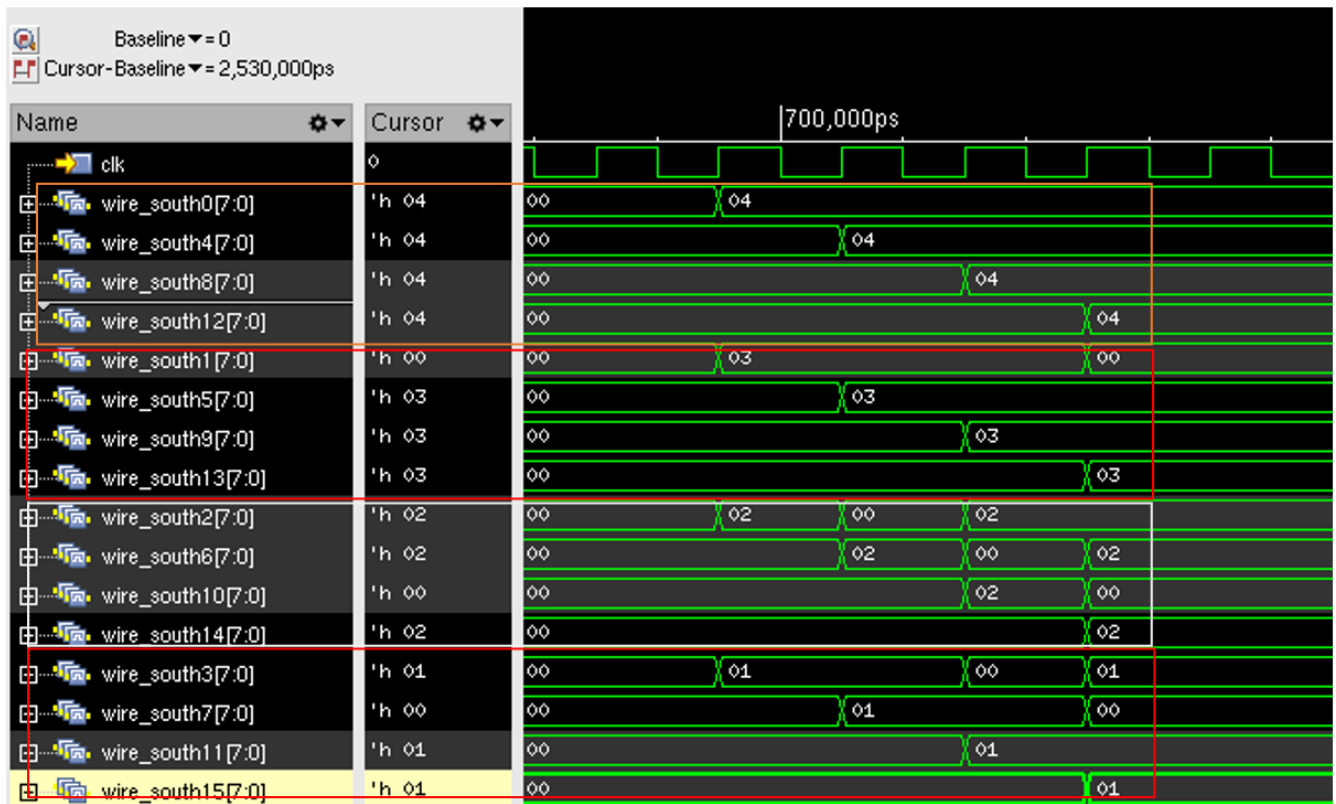 Baseline▼= 0
Cursor-Baseline▼= 2,530,000ps
Name Cursor 700,000ps
clk 0
wire_south0[7:0] 'h 04 00 04
wire_south4[7:0] 'h 04 00 04
wire_south8[7:0] 'h 04 00 04
wire_south12[7:0] 'h 04 00 04
wire_south1[7:0] 'h 00 00 03 00
wire_south5[7:0] 'h 03 00 03
wire_south9[7:0] 'h 03 00 03
wire_south13[7:0] 'h 03 00 03
wire_south2[7:0] 'h 02 00 02 00 02
wire_south6[7:0] 'h 02 00 02 00 02
wire_south10[7:0] 'h 00 00 02 00
wire_south14[7:0] 'h 02 00 02
wire_south3[7:0] 'h 01 00 01 00 01
wire_south7[7:0] 'h 00 00 01 00
wire_south11[7:0] 'h 01 00 01
wire_south15[7:0] 'h 01 00 01